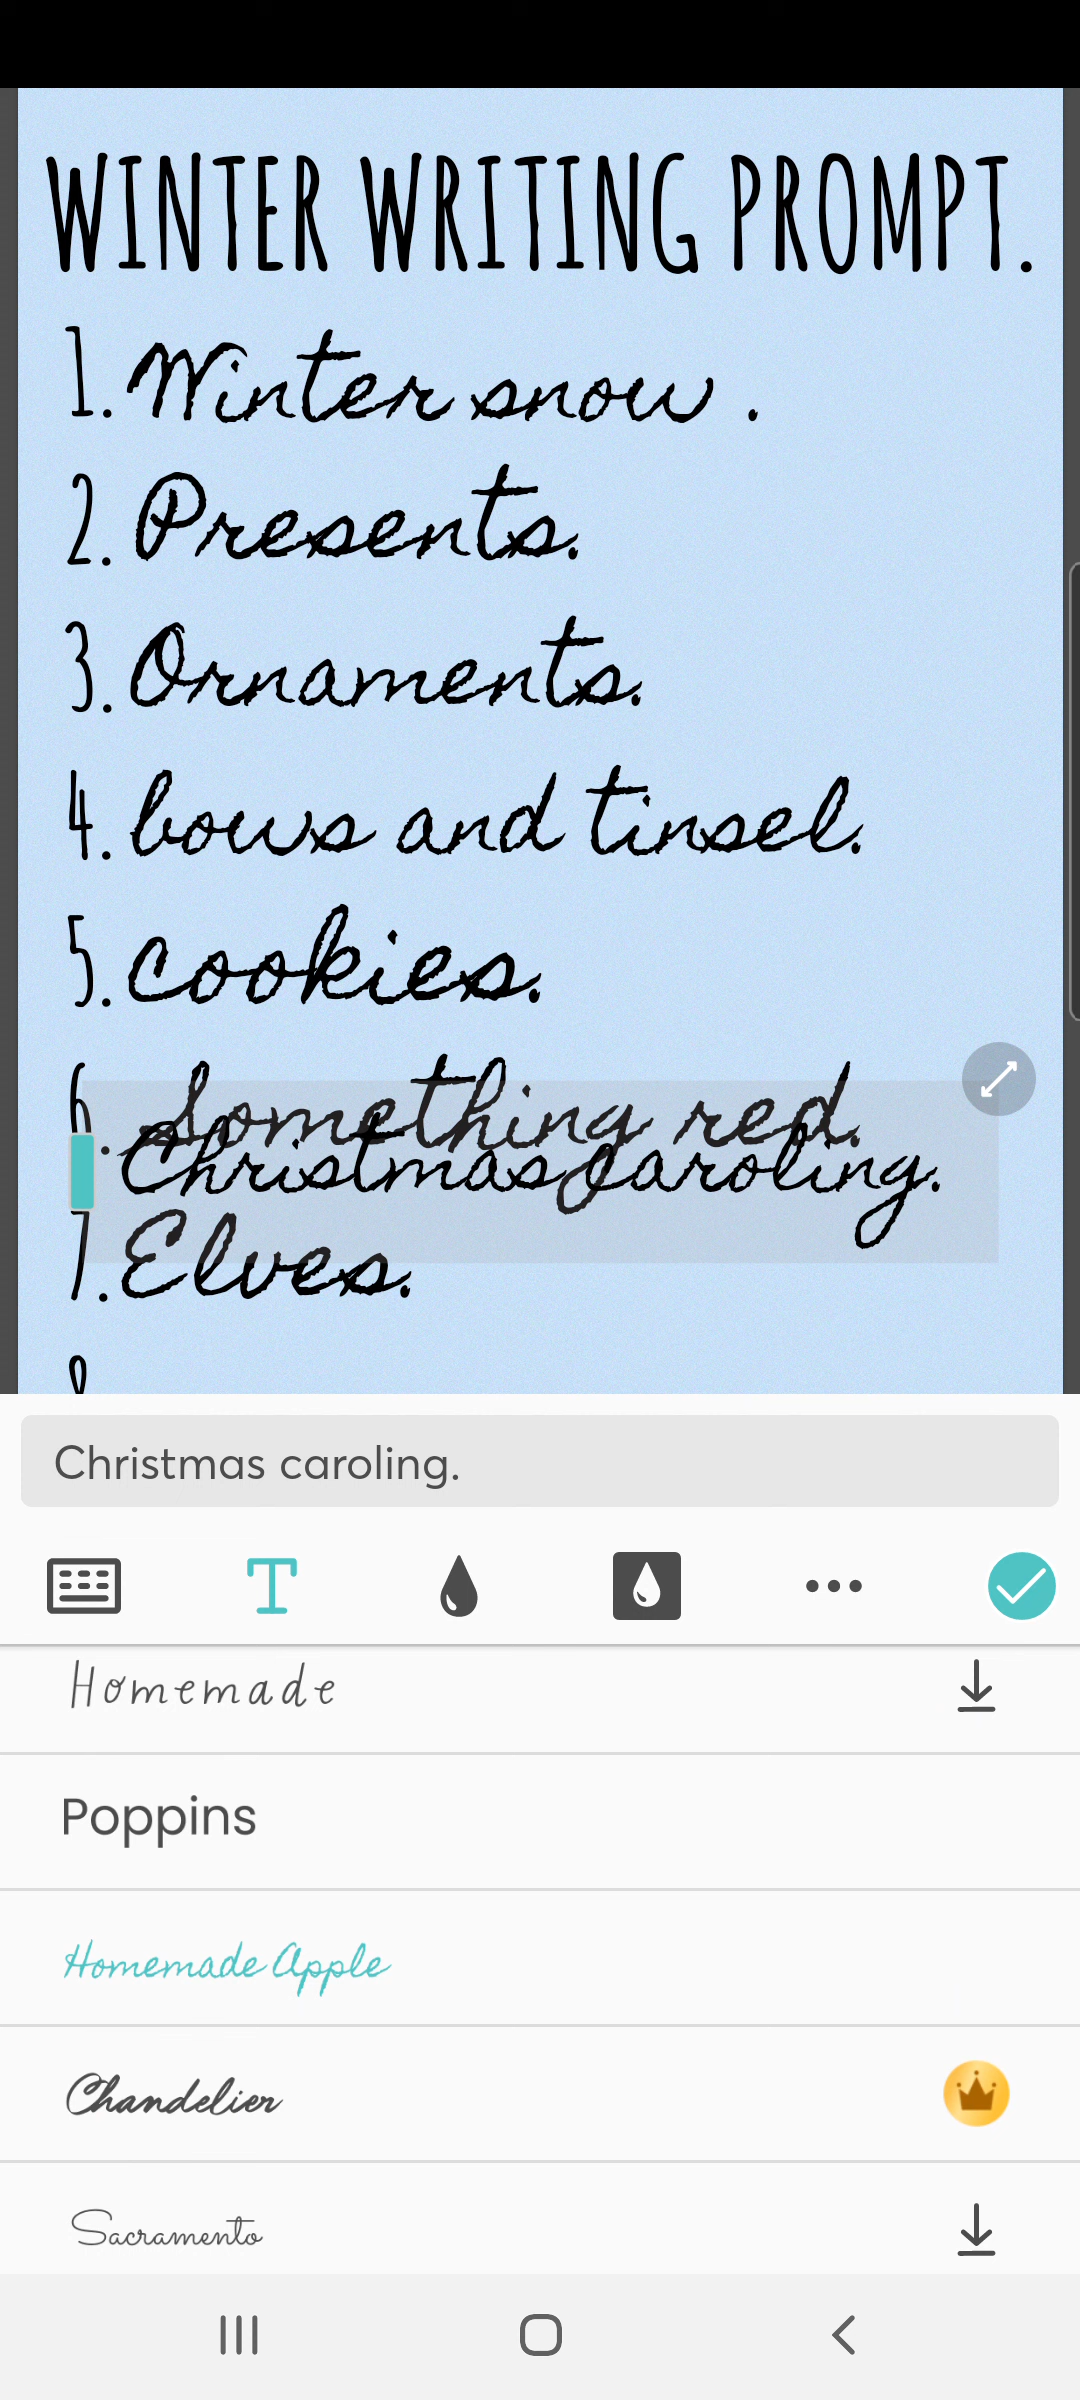 WINTER WRITING PROMPT.
1. Winter snow .
2. Presents.
3. Ornaments.
4. bows and tinsel.
5. cookies.
6. Something red.
Christmas caroling.
7. Elves.
8
Christmas caroling.
T
Homemade
Poppins
Homemade Apple
Chandelier
Sacramento